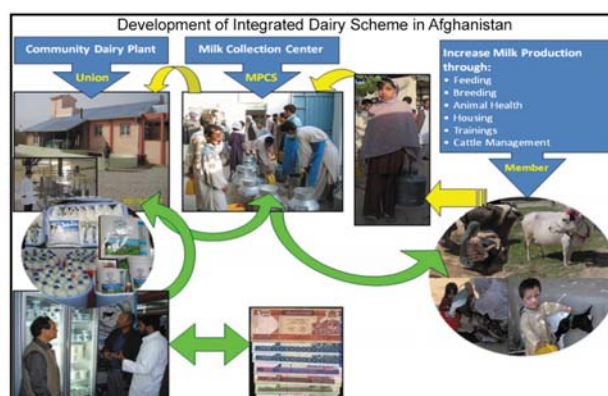 Development of Integrated Dairy Scheme in Afghanistan
Community Dairy Plant
Union
Milk Collection Center
MPCS
Increase Milk Production
through:
• Feeding
• Breeding
• Animal Health
• Housing
• Trainings
• Cattle Management
Member